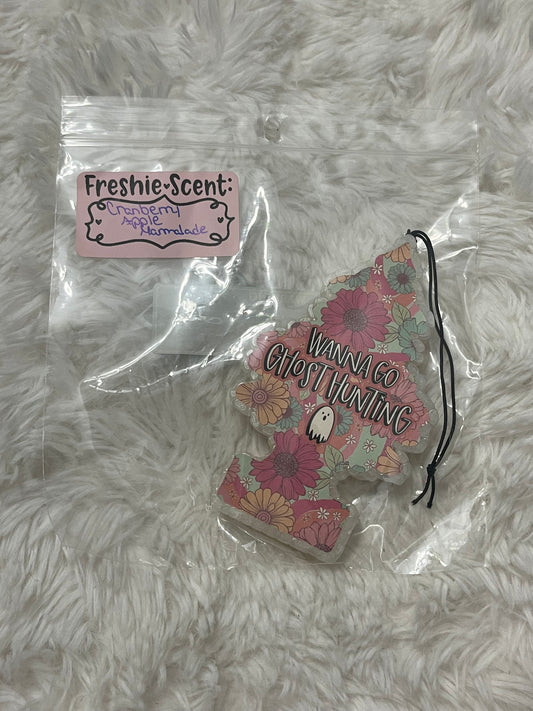 Freshie Scent:
Cranberry
Apple
Marmalade
WANNA GO
GHOST HUNTING